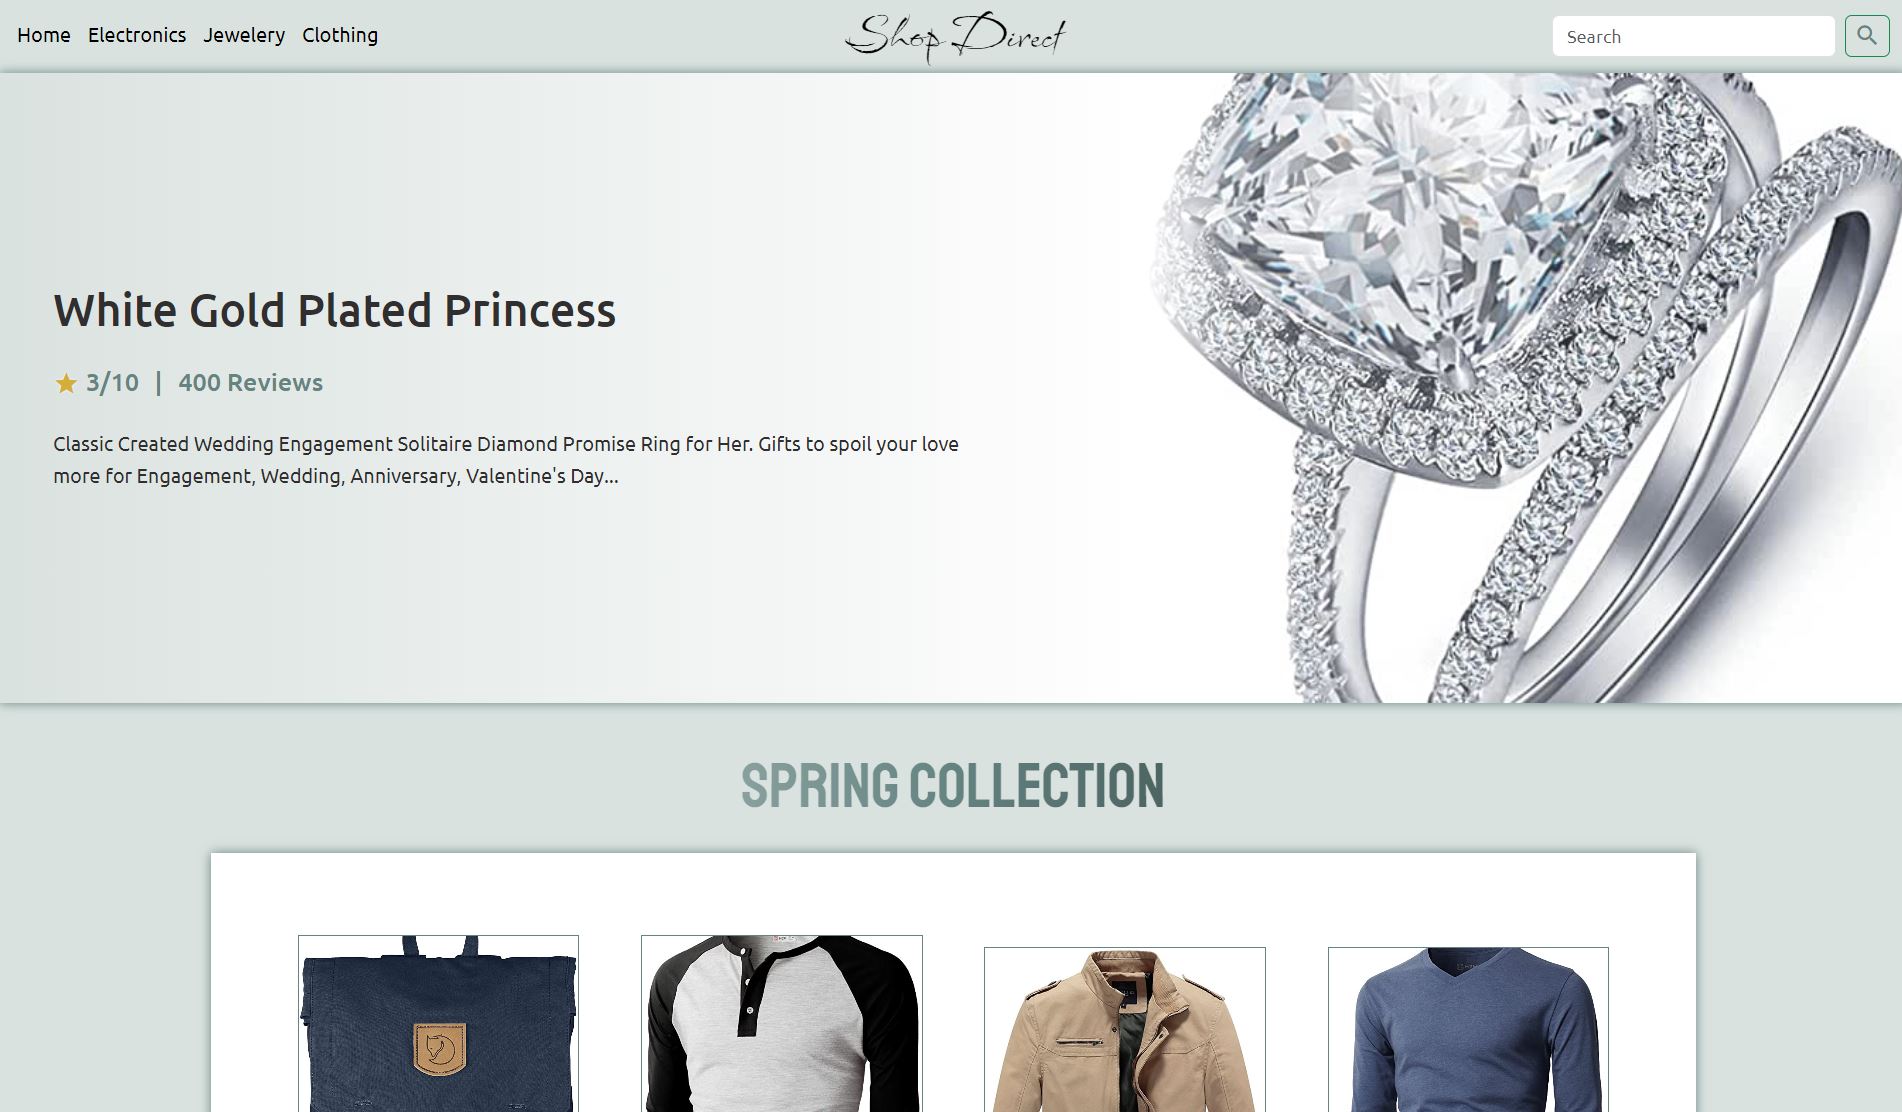 Home Electronics Jewelery Clothing
Shop Direct
Search
White Gold Plated Princess
3/10 | 400 Reviews
Classic Created Wedding Engagement Solitaire Diamond Promise Ring for Her. Gifts to spoil your love
more for Engagement, Wedding, Anniversary, Valentine's Day...
SPRING COLLECTION